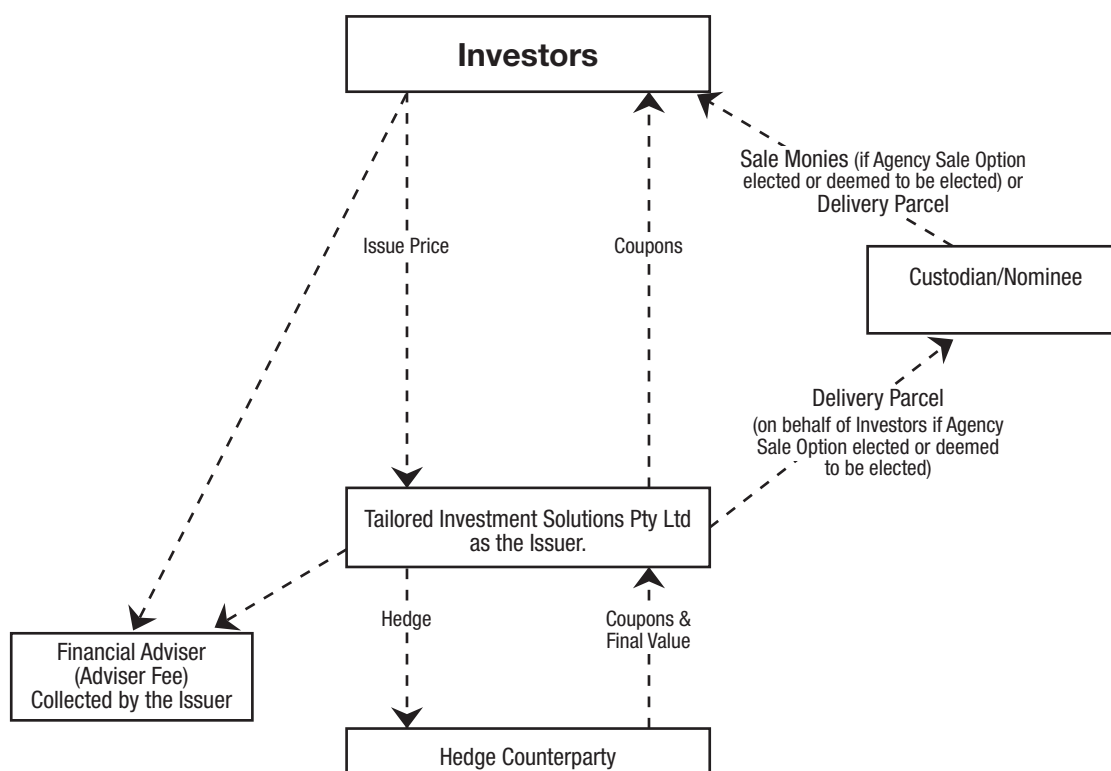 Investors
Sale Monies (if Agency Sale Option
elected or deemed to be elected) or
Delivery Parcel
Issue Price
Coupons
Custodian/Nominee
Delivery Parcel
(on behalf of Investors if Agency
Sale Option elected or deemed
to be elected)
Tailored Investment Solutions Pty Ltd
as the Issuer.
Hedge
Coupons &
Final Value
Financial Adviser
(Adviser Fee)
Collected by the Issuer
Hedge Counterparty